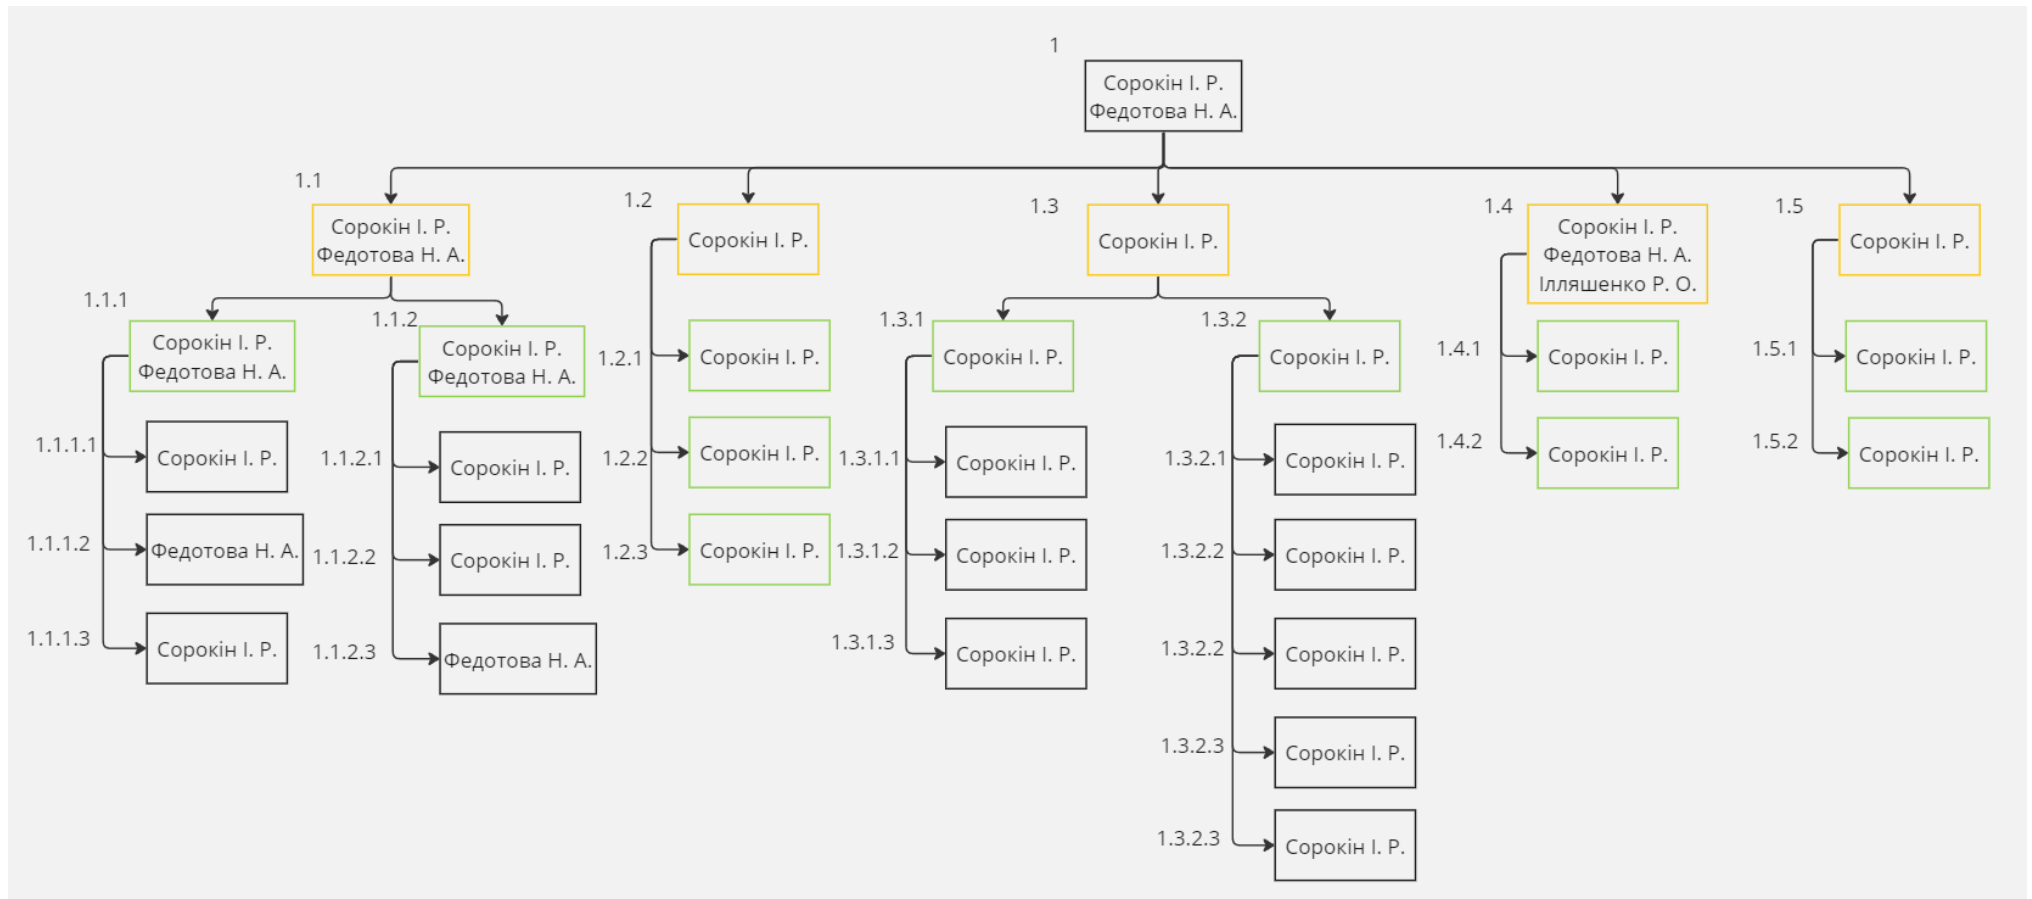 1
Сорокін І. Р.
Федотова Н. А.
1.1
Сорокін І. Р.
Федотова Н. А.
1.2
Сорокін І. Р.
1.3
Сорокін І. Р.
1.4
Сорокін І. Р.
Федотова Н. А.
Ілляшенко Р. О.
1.5
Сорокін І. Р.
1.1.1
Сорокін І. Р.
Федотова Н. А.
1.1.1.1
Сорокін І. Р.
1.1.1.2
Федотова Н. А.
1.1.1.3
Сорокін І. Р.
1.1.2
Сорокін І. Р.
Федотова Н. А.
1.1.2.1
Сорокін І. Р.
1.1.2.2
Сорокін І. Р.
1.1.2.3
Федотова Н. А.
1.2.1
Сорокін І. Р.
1.2.2
Сорокін І. Р.
1.2.3
Сорокін І. Р.
1.3.1
Сорокін І. Р.
1.3.1.1
Сорокін І. Р.
1.3.1.2
Сорокін І. Р.
1.3.1.3
Сорокін І. Р.
1.3.2
Сорокін І. Р.
1.3.2.1
Сорокін І. Р.
1.3.2.2
Сорокін І. Р.
1.3.2.2
Сорокін І. Р.
1.3.2.3
Сорокін І. Р.
1.3.2.3
Сорокін І. Р.
1.4.1
Сорокін І. Р.
1.4.2
Сорокін І. Р.
1.5.1
Сорокін І. Р.
1.5.2
Сорокін І. Р.